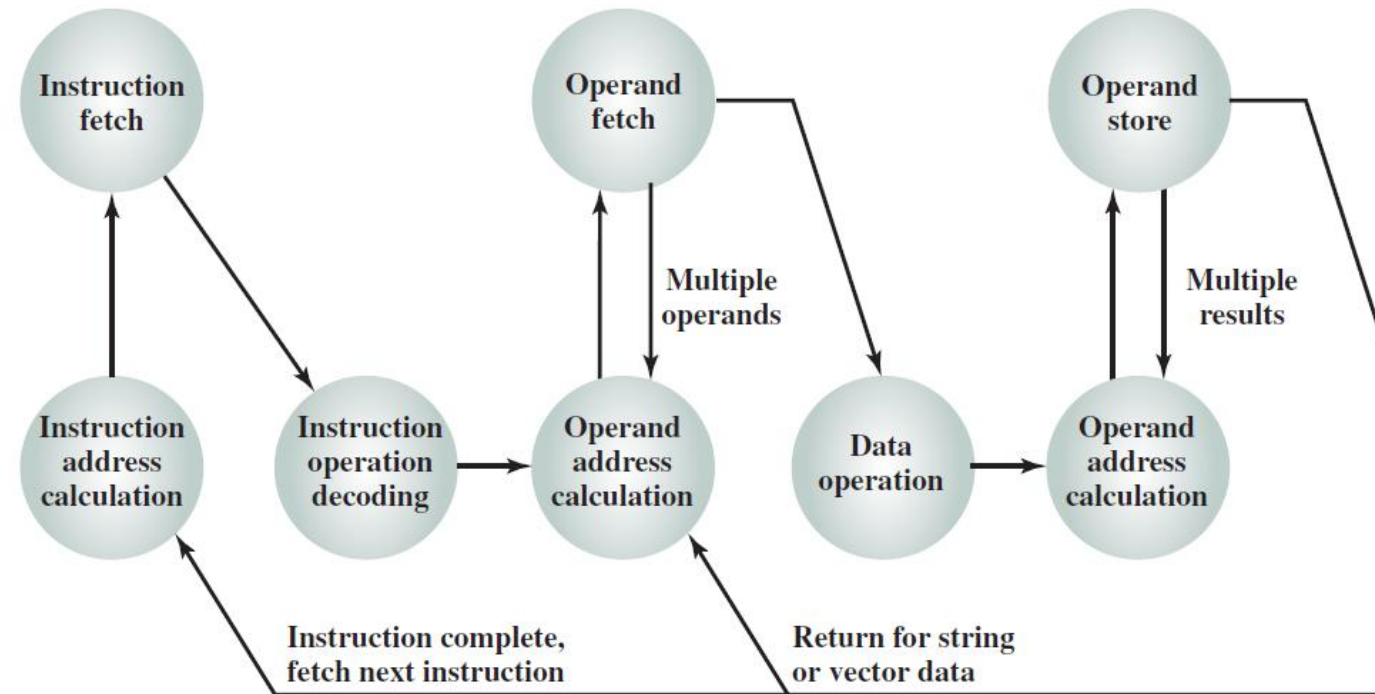 Instruction
fetch
Operand
fetch
Operand
store
Multiple
operands
Multiple
results
Instruction
address
calculation
Instruction
operation
decoding
Operand
address
calculation
Data
operation
Operand
address
calculation
Instruction complete,
fetch next instruction
Return for string
or vector data